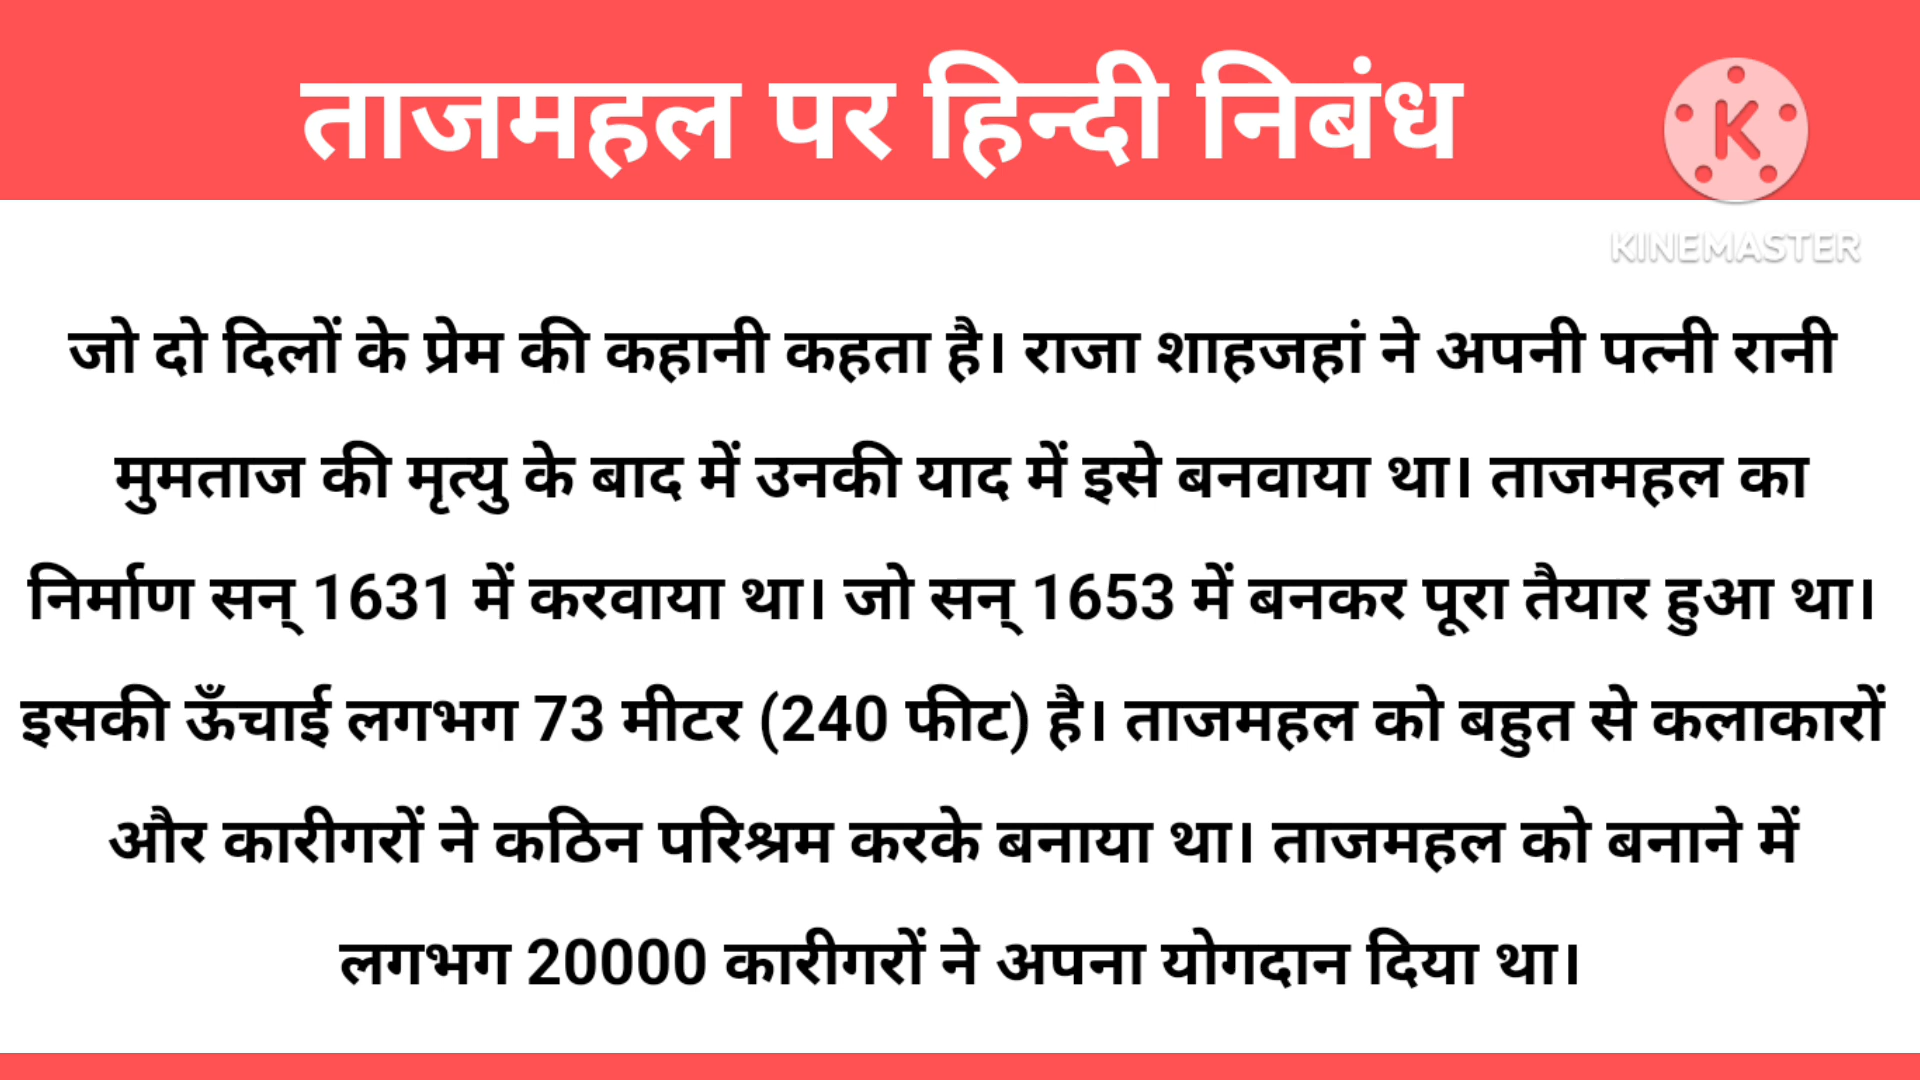 ताजमहल पर हिन्दी निबंध
K
KINEMASTER
जो दो दिलों के प्रेम की कहानी कहता है। राजा शाहजहां ने अपनी पत्नी रानी
मुमताज की मृत्यु के बाद में उनकी याद में इसे बनवाया था। ताजमहल का
निर्माण सन् 1631 में करवाया था। जो सन् 1653 में बनकर पूरा तैयार हुआ था।
इसकी ऊँचाई लगभग 73 मीटर (240 फीट) है। ताजमहल को बहुत से कलाकारों
और कारीगरों ने कठिन परिश्रम करके बनाया था। ताजमहल को बनाने में
लगभग 20000 कारीगरों ने अपना योगदान दिया था।